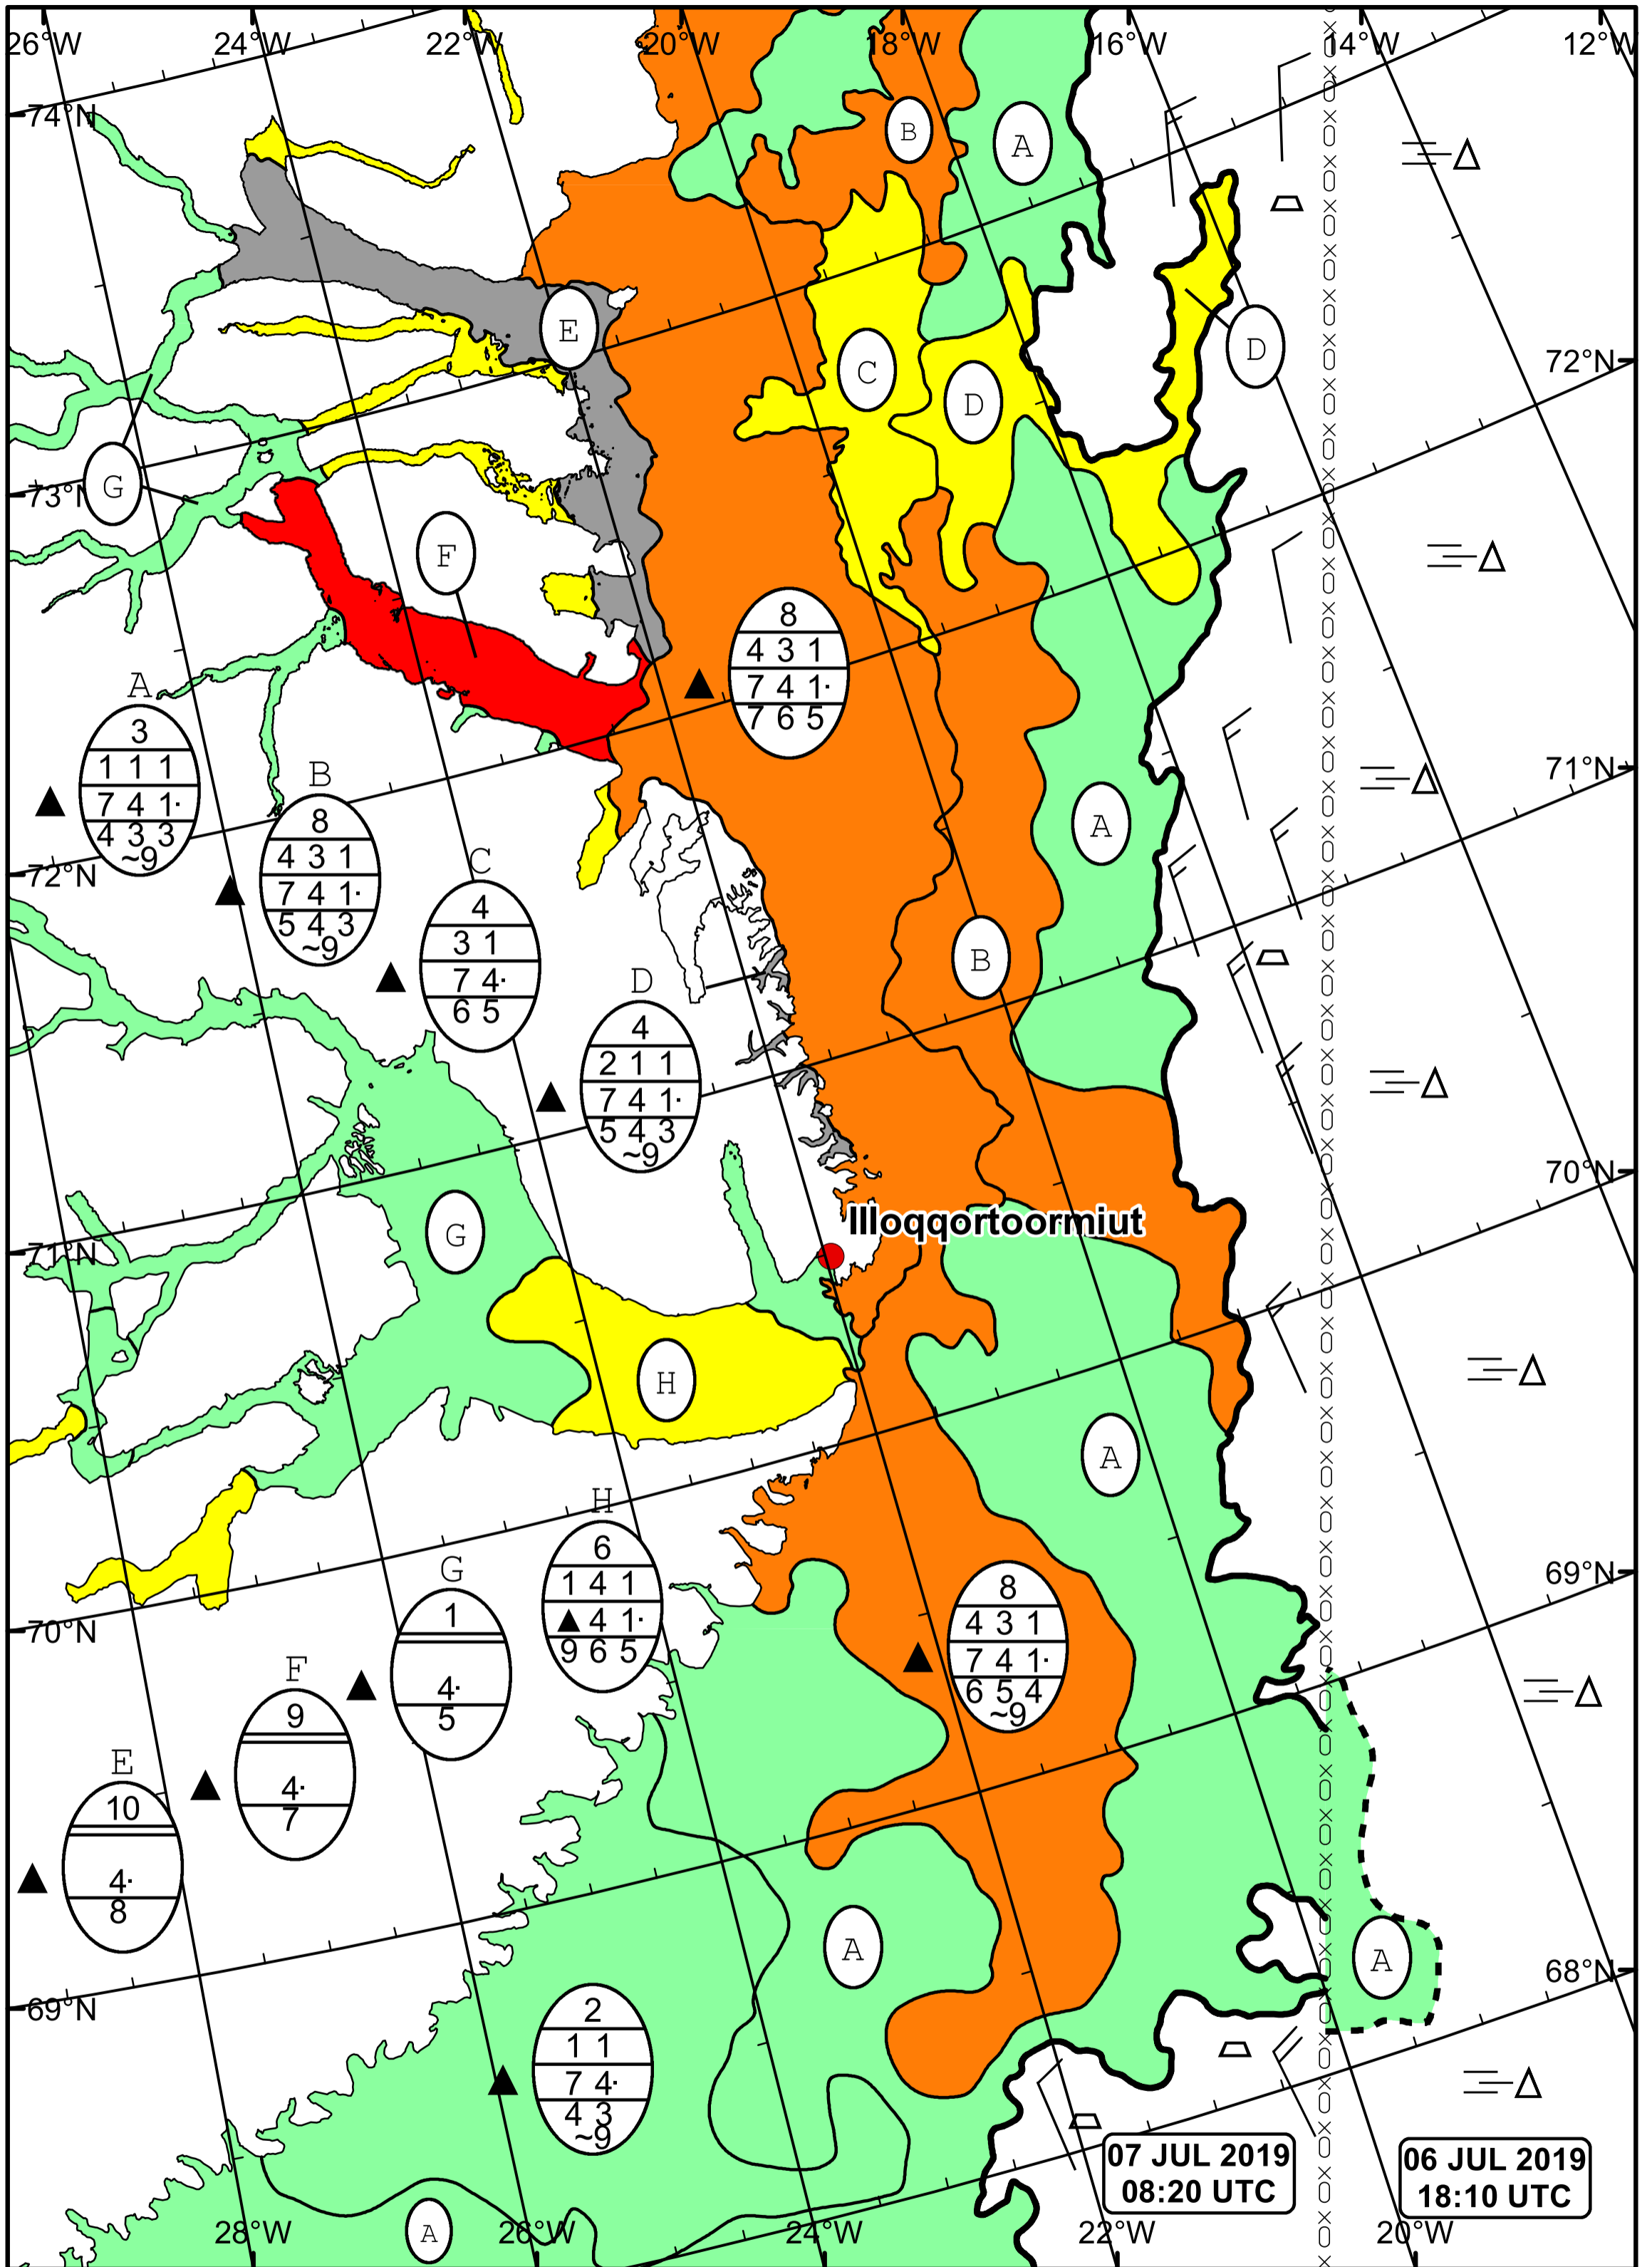 26°W 24°W 22°W 20°W 18°W 16°W 14°W 12°W
74°N
B
A
E
72°N
C
D
D
G
73°N
F
8
4 3 1
7 4 1·
7 6 5
A
3
1 1 1
7 4 1·
4 3 3
~9
B
8
4 3 1
7 4 1·
5 4 3
~9
71°N
A
72°N
C
4
3 1
7 4·
6 5
B
D
4
2 1 1
7 4 1·
5 4 3
~9
70°N
Illoqqortoormiut
G
71°N
H
A
H
6
1 4 1
▲ 4 1·
9 6 5
69°N
G
1
4·
5
8
4 3 1
7 4 1·
6 5 4
~9
70°N
F
9
4·
7
E
10
4·
8
A
A
68°N
69°N
2
1 1
7 4·
4 3
~9
07 JUL 2019
08:20 UTC
06 JUL 2019
18:10 UTC
A
28°W 26°W 24°W 22°W 20°W